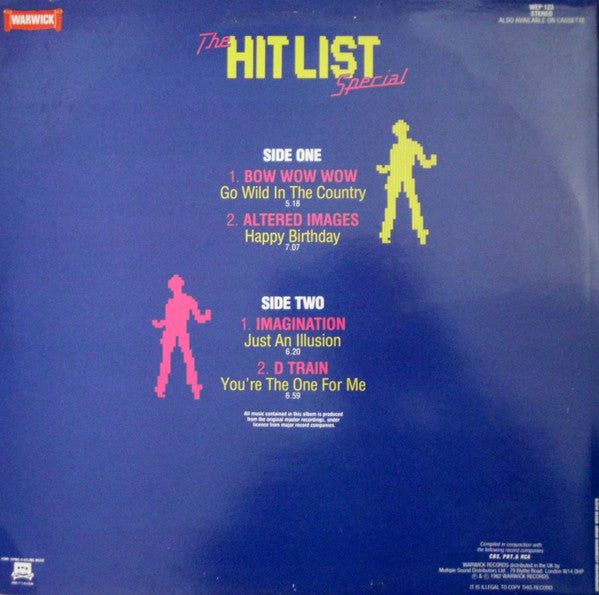 WARWICK
WEP 123
STEREO
ALSO AVAILABLE ON CASSETTE
The
HIT LIST
Special
SIDE ONE
1. BOW WOW WOW
Go Wild In The Country
5.18
2. ALTERED IMAGES
Happy Birthday
7.07
SIDE TWO
1. IMAGINATION
Just An Illusion
6.20
2. D TRAIN
You're The One For Me
6.59
All music contained in this album is produced
from the original master recordings, under
licence from major record companies.
HOME TAPING IS KILLING MUSIC
Compiled in conjunction with
the following record companies
CBS, PRT, & RCA
WARWICK RECORDS distributed in the UK by
Multiple Sound Distributors Ltd. 79 Blythe Road, London W14 0HP
Ⓟ & © 1982 WARWICK RECORDS
IT IS ILLEGAL TO COPY THIS RECORD